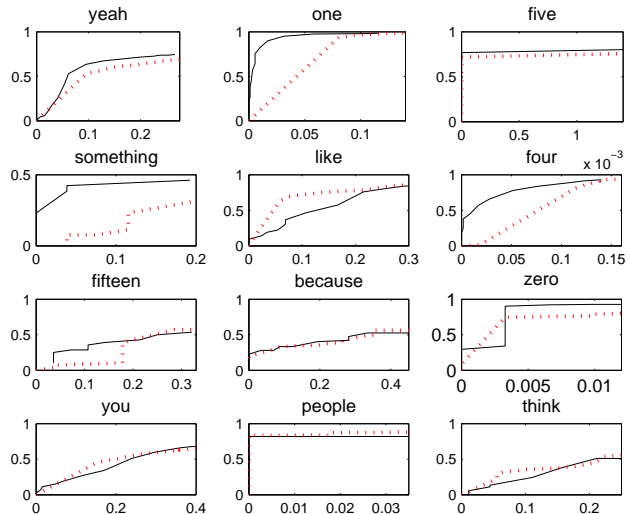 yeah one five
1 1 1
0.5 0.5 0.5
0 0 0
0 0.1 0.2 0 0.05 0.1 0 0.5 1
x 10⁻³
something like four
0.5 1 1
0.5 0.5
0 0 0
0 0.1 0.2 0 0.1 0.2 0.3 0 0.05 0.1 0.15
fifteen because zero
1 1 1
0.5 0.5 0.5
0 0 0
0 0.1 0.2 0.3 0 0.2 0.4 0 0.005 0.01
you people think
1 1 1
0.5 0.5 0.5
0 0 0
0 0.2 0.4 0 0.01 0.02 0.03 0 0.1 0.2